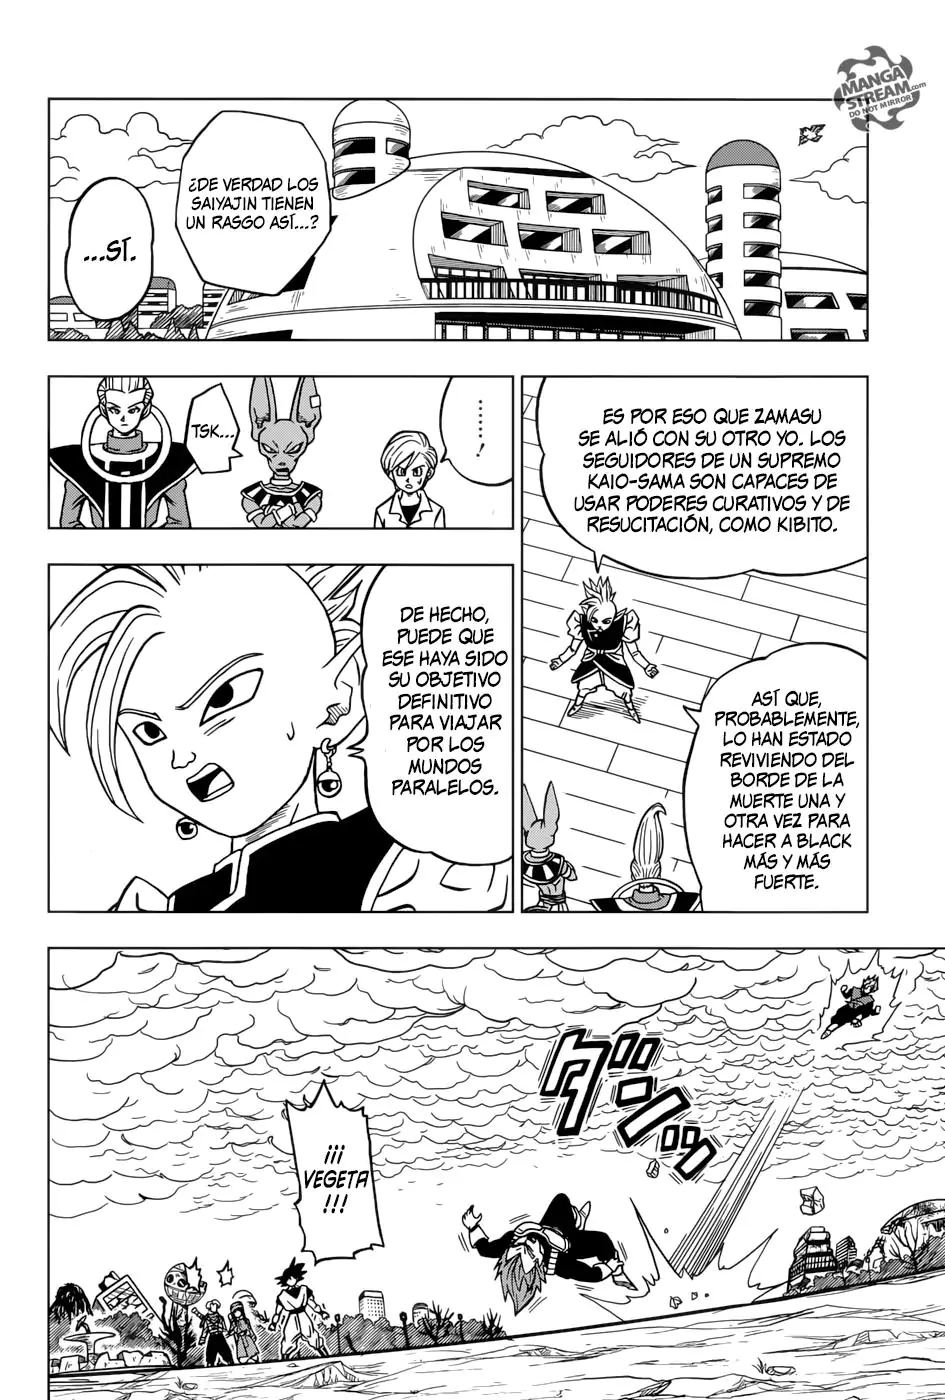 MANGA
STREAM.com
DO NOT MIRROR
¿DE VERDAD LOS
SAIYAJIN TIENEN
UN RASGO ASÍ...?
...SÍ.
TSK...
......!
ES POR ESO QUE ZAMASU
SE ALIÓ CON SU OTRO YO. LOS
SEGUIDORES DE UN SUPREMO
KAIO-SAMA SON CAPACES DE
USAR PODERES CURATIVOS Y DE
RESUCITACIÓN, COMO KIBITO.
ASÍ QUE,
PROBABLEMENTE,
LO HAN ESTADO
REVIVIENDO DEL
BORDE DE LA
MUERTE UNA Y
OTRA VEZ PARA
HACER A BLACK
MÁS Y MÁS
FUERTE.
DE HECHO,
PUEDE QUE
ESE HAYA SIDO
SU OBJETIVO
DEFINITIVO
PARA VIAJAR
POR LOS
MUNDOS
PARALELOS.
ダンッ
¡¡¡
VEGETA
!!!